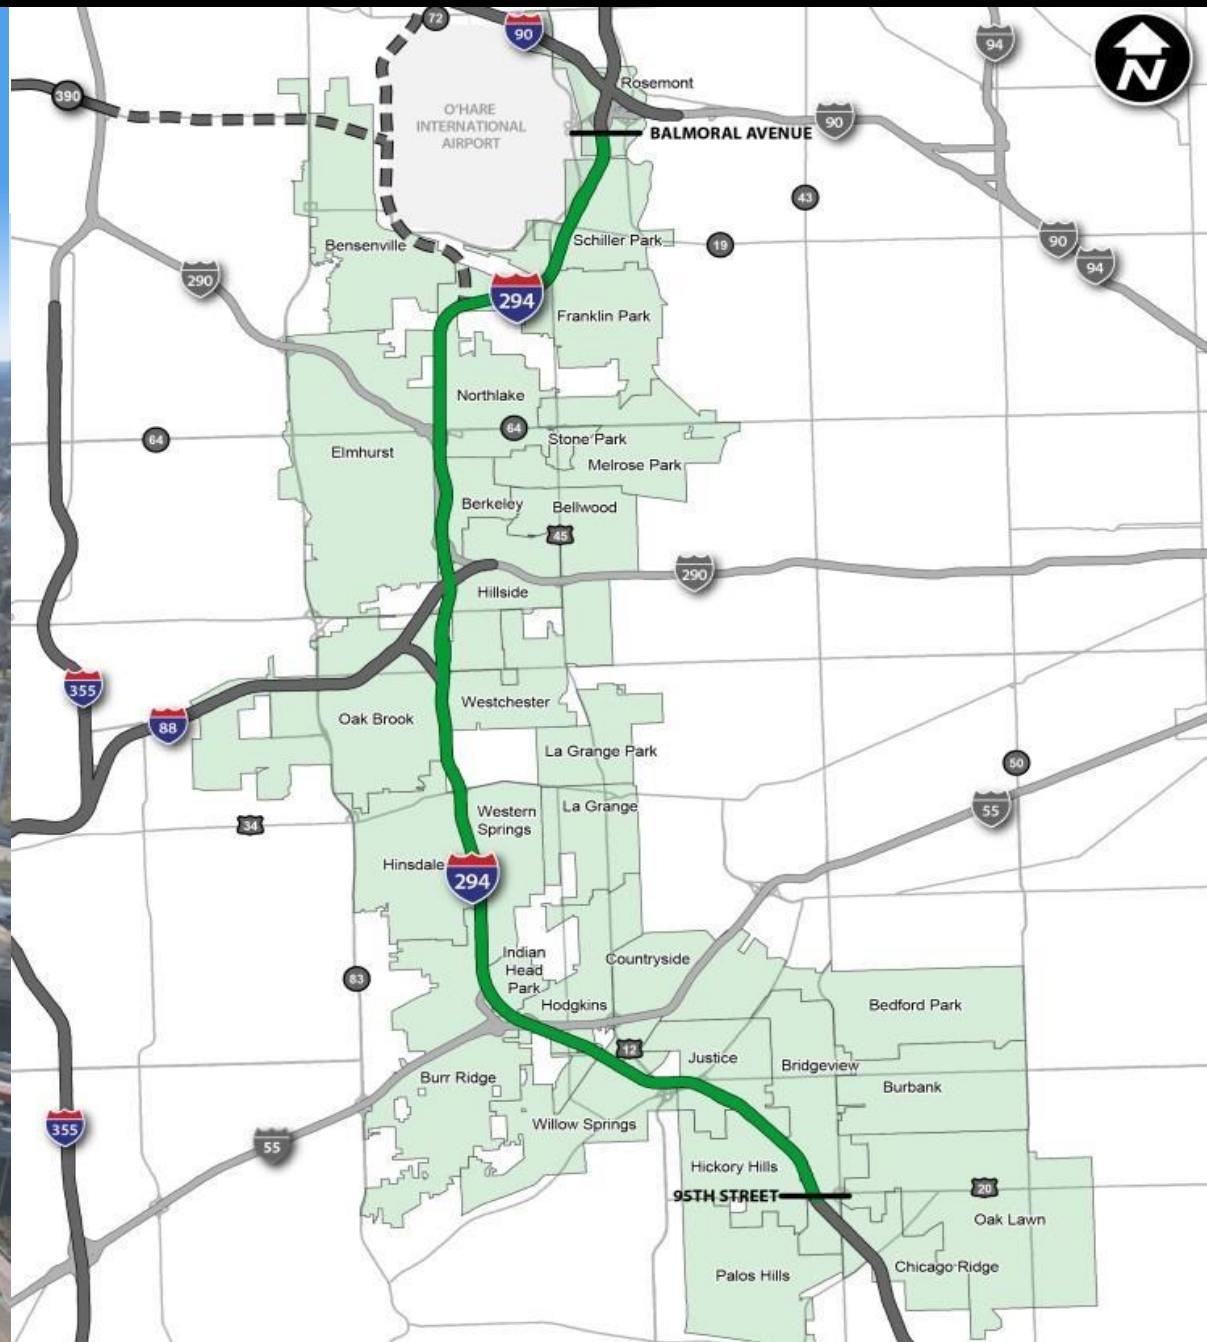 72
90
94
390
Rosemont
O'HARE
INTERNATIONAL
AIRPORT
BALMORAL AVENUE
90
N
43
Bensenville
Schiller Park
19
90
94
290
294
Franklin Park
Northlake
64
64
Stone Park
Elmhurst
Melrose Park
Berkeley
Bellwood
45
290
Hillside
355
88
Oak Brook
Westchester
La Grange Park
50
34
Western
Springs
La Grange
55
Hinsdale
294
83
Indian
Head
Park
Countryside
Hodgkins
Bedford Park
12
Justice
Bridgeview
Burr Ridge
Burbank
355
55
Willow Springs
Hickory Hills
95TH STREET
20
Oak Lawn
Palos Hills
Chicago Ridge